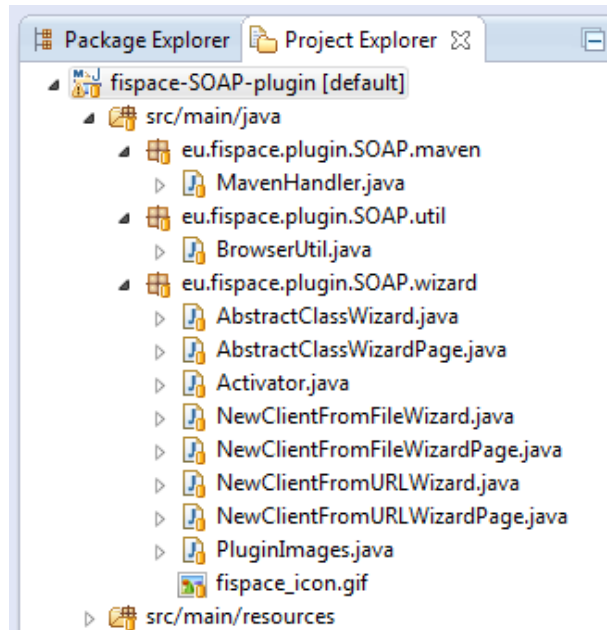 Package Explorer Project Explorer
fispace-SOAP-plugin [default]
src/main/java
eu.fispace.plugin.SOAP.maven
MavenHandler.java
eu.fispace.plugin.SOAP.util
BrowserUtil.java
eu.fispace.plugin.SOAP.wizard
AbstractClassWizard.java
AbstractClassWizardPage.java
Activator.java
NewClientFromFileWizard.java
NewClientFromFileWizardPage.java
NewClientFromURLWizard.java
NewClientFromURLWizardPage.java
PluginImages.java
fispace_icon.gif
src/main/resources